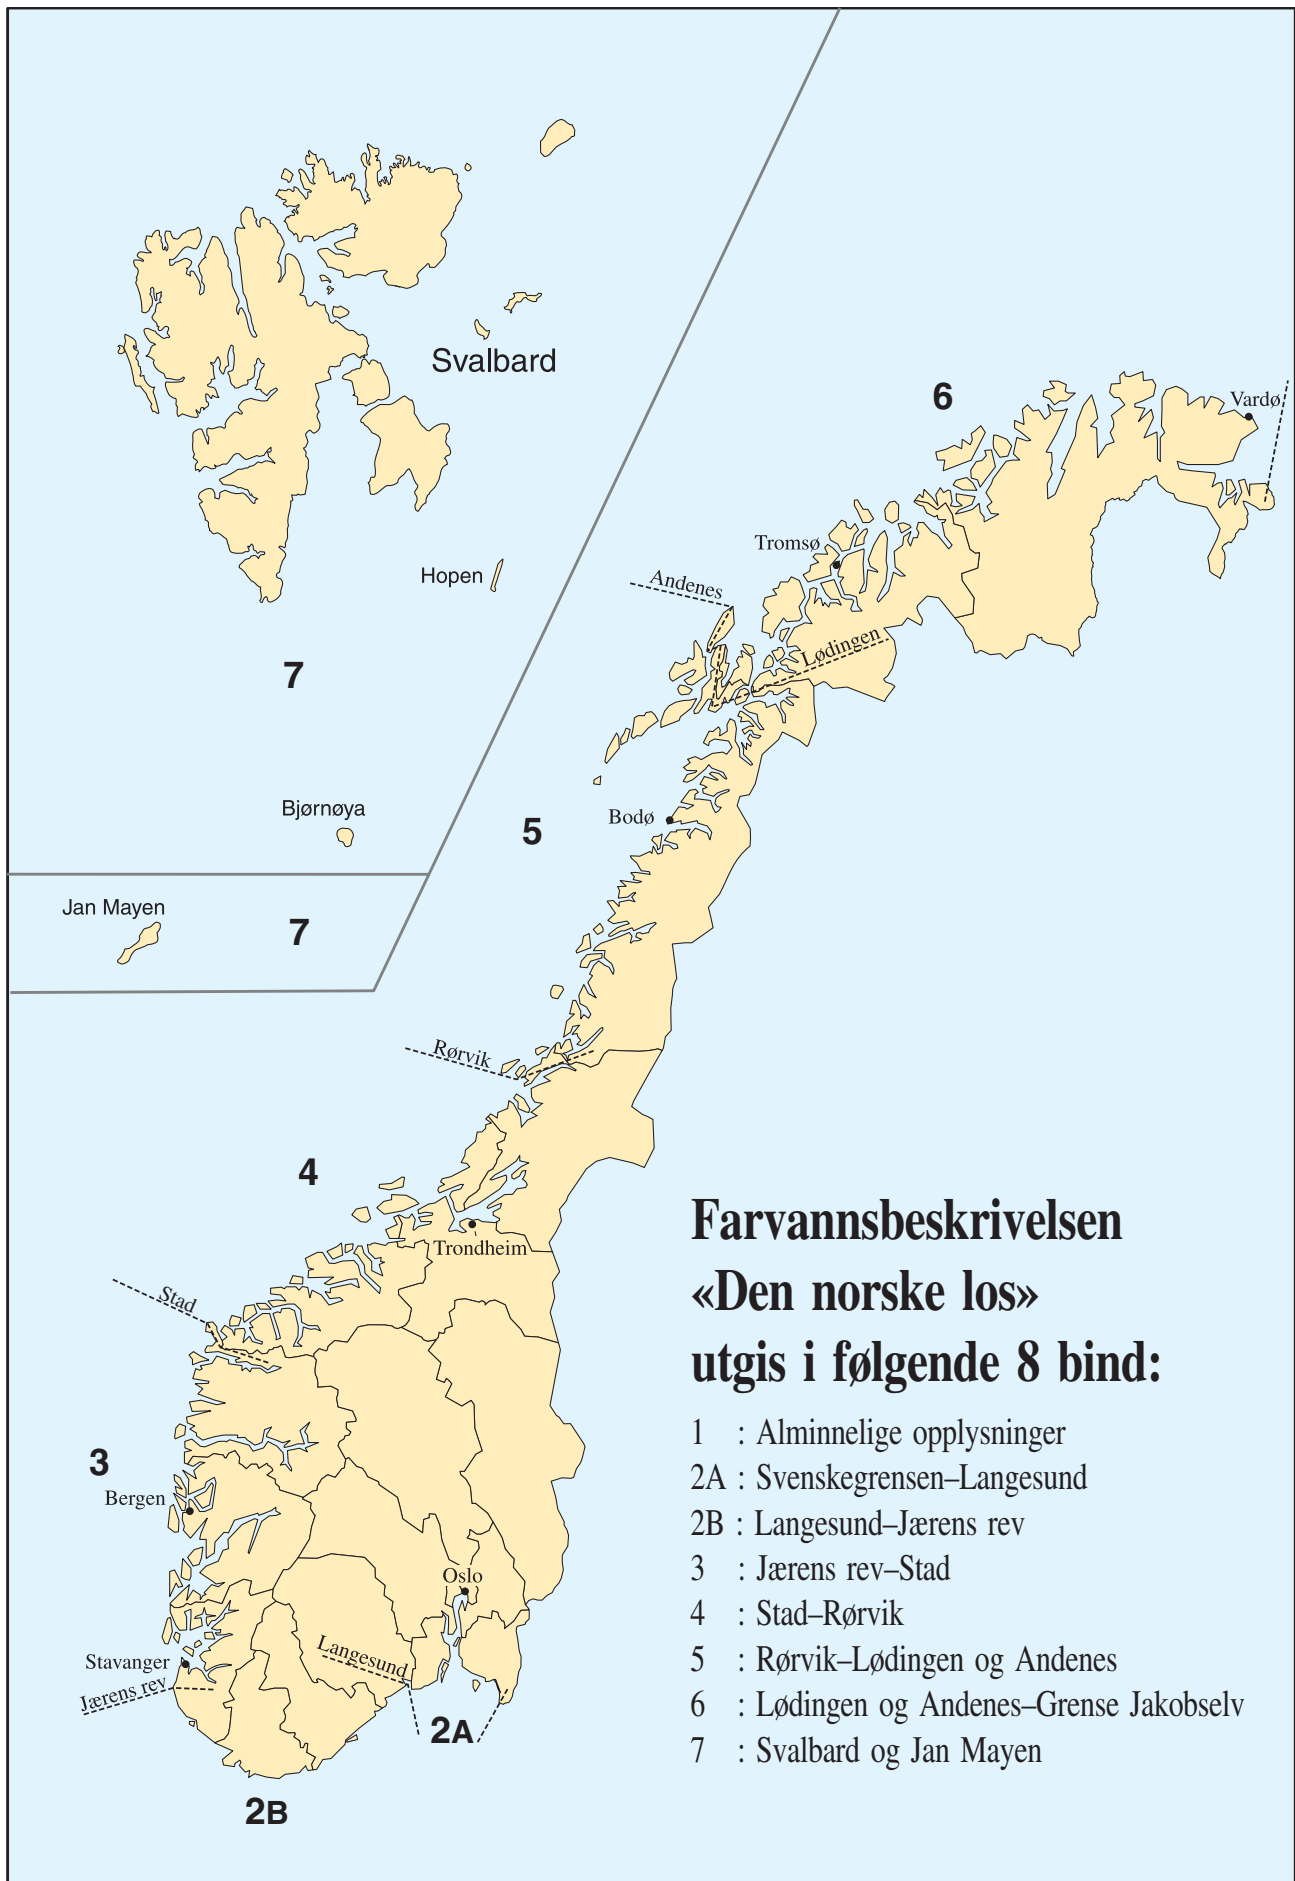 Svalbard
6
Vardø
Tromsø
Hopen
Andenes
Lødingen
7
Bjørnøya
5
Bodø
Jan Mayen
7
Rørvik
4
Trondheim
Stad
3
Bergen
Oslo
Stavanger
Langesund
Jærens rev
2A
2B
Farvannsbeskrivelsen
«Den norske los»
utgis i følgende 8 bind:
1 : Alminnelige opplysninger
2A : Svenskegrensen–Langesund
2B : Langesund–Jærens rev
3 : Jærens rev–Stad
4 : Stad–Rørvik
5 : Rørvik–Lødingen og Andenes
6 : Lødingen og Andenes–Grense Jakobselv
7 : Svalbard og Jan Mayen